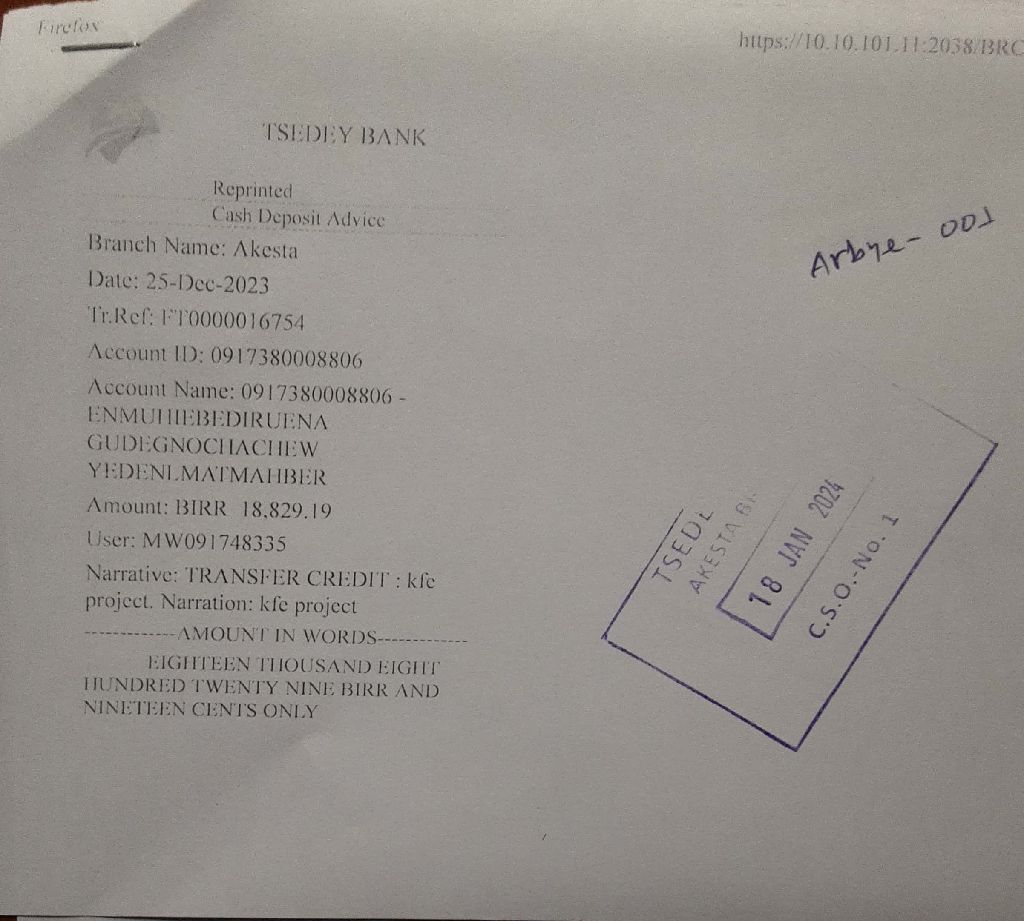 Firefox
https://10.10.101.11:2038/BRC
TSEDEY BANK
Reprinted
Cash Deposit Advice
Branch Name: Akesta
Date: 25-Dec-2023
Tr.Ref: FT0000016754
Account ID: 0917380008806
Account Name: 0917380008806 -
ENMUHIEBEDIRUENA
GUDEGNOCHACHEW
YEDENLMATMAHBER
Amount: BIRR 18,829.19
User: MW091748335
Narrative: TRANSFER CREDIT : kfe
project. Narration: kfe project
-------------AMOUNT IN WORDS-------------
EIGHTEEN THOUSAND EIGHT
HUNDRED TWENTY NINE BIRR AND
NINETEEN CENTS ONLY
Arbye- 001
TSEDE
AKESTA
18 JAN 2024
C.S.O.-No. 1